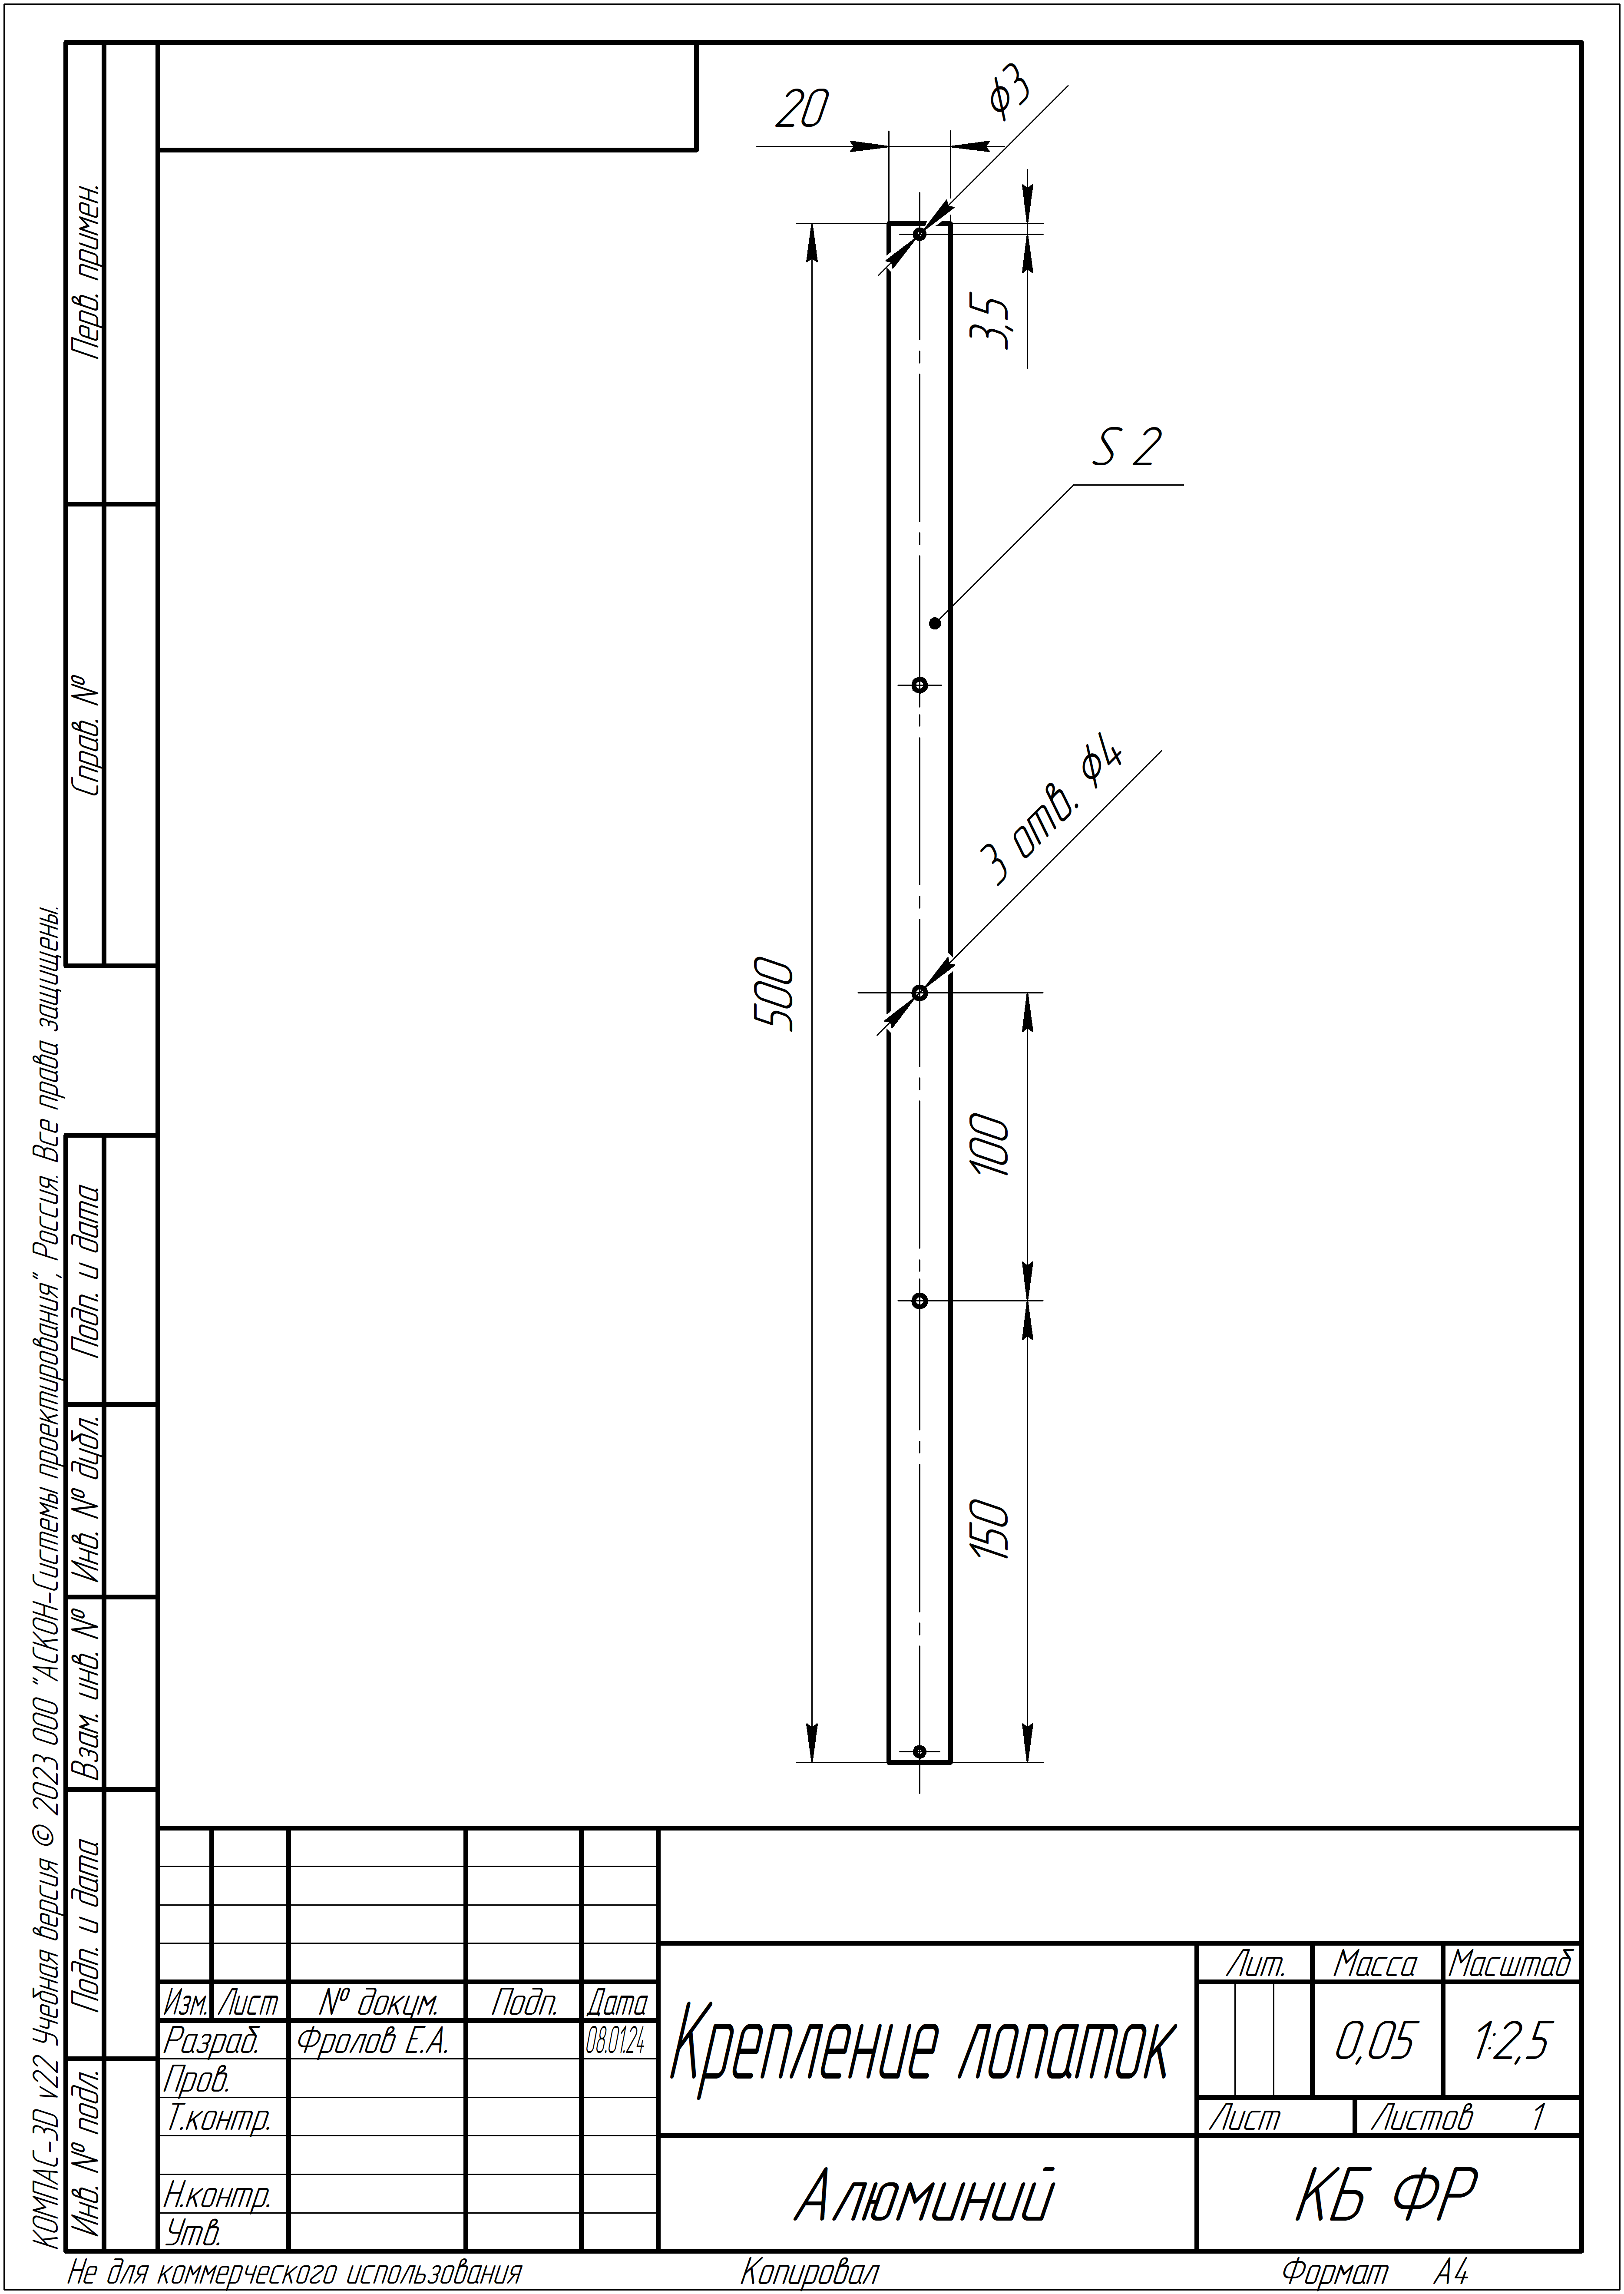 20
ϕ3
3,5
S 2
3 отв. ϕ4
500
100
150
Перв. примен.
Справ. №
Подп. и дата
Инв. № дубл.
Взам. инв. №
Подп. и дата
Инв. № подл.
КОМПАС-3D v22 Учебная версия © 2023 ООО "АСКОН-Системы проектирования", Россия. Все права защищены.
Изм. Лист № докум. Подп. Дата
Разраб. Фролов Е.А. 08.01.24
Пров.
Т.контр.
Н.контр.
Утв.
Крепление лопаток
Алюминий
Лит. Масса Масштаб
0,05 1:2,5
Лист Листов 1
КБ ФР
Не для коммерческого использования
Копировал
Формат А4